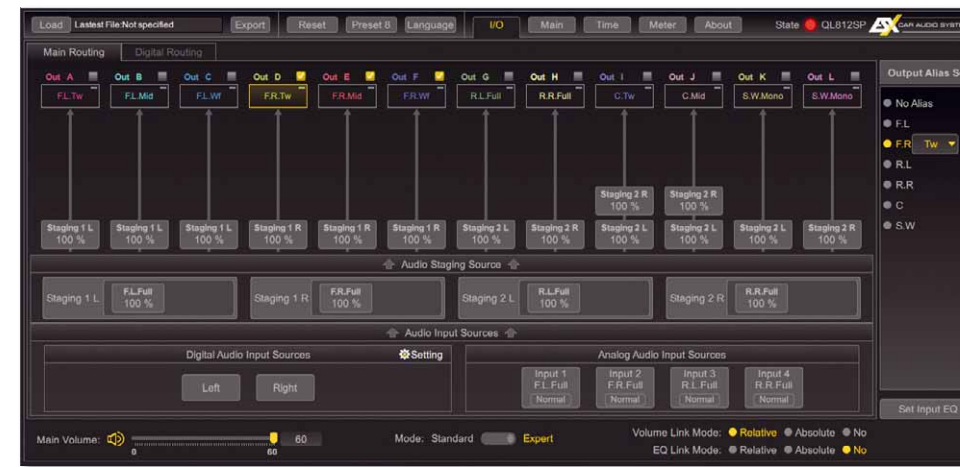 Load Lastest File:Not specified Export Reset Preset 8 Language I/O Main Time Meter About State QL812SP ESX CAR AUDIO SYST
Main Routing Digital Routing
Out A Out B Out C Out D Out E Out F Out G Out H Out I Out J Out K Out L Output Alias S
F.L.Tw F.L.Mid F.L.Wf F.R.Tw F.R.Mid F.R.Wf R.L.Full R.R.Full C.Tw C.Mid S.W.Mono S.W.Mono
No Alias
F.L
F.R Tw
R.L
R.R
C
S.W
Staging 2 R Staging 2 R
100 % 100 %
Staging 1 L Staging 1 L Staging 1 L Staging 1 R Staging 1 R Staging 1 R Staging 2 L Staging 2 R Staging 2 L Staging 2 L Staging 2 L Staging 2 R
100 % 100 % 100 % 100 % 100 % 100 % 100 % 100 % 100 % 100 % 100 % 100 %
Audio Staging Source
Staging 1 L F.L.Full 100 % Staging 1 R F.R.Full 100 % Staging 2 L R.L.Full 100 % Staging 2 R R.R.Full 100 %
Audio Input Sources
Digital Audio Input Sources Setting Analog Audio Input Sources
Left Right
Input 1 Input 2 Input 3 Input 4
F.L.Full F.R.Full R.L.Full R.R.Full
Normal Normal Normal Normal
Set Input EQ
Main Volume: 60 Mode: Standard Expert Volume Link Mode: Relative Absolute No
0 60 EQ Link Mode: Relative Absolute No